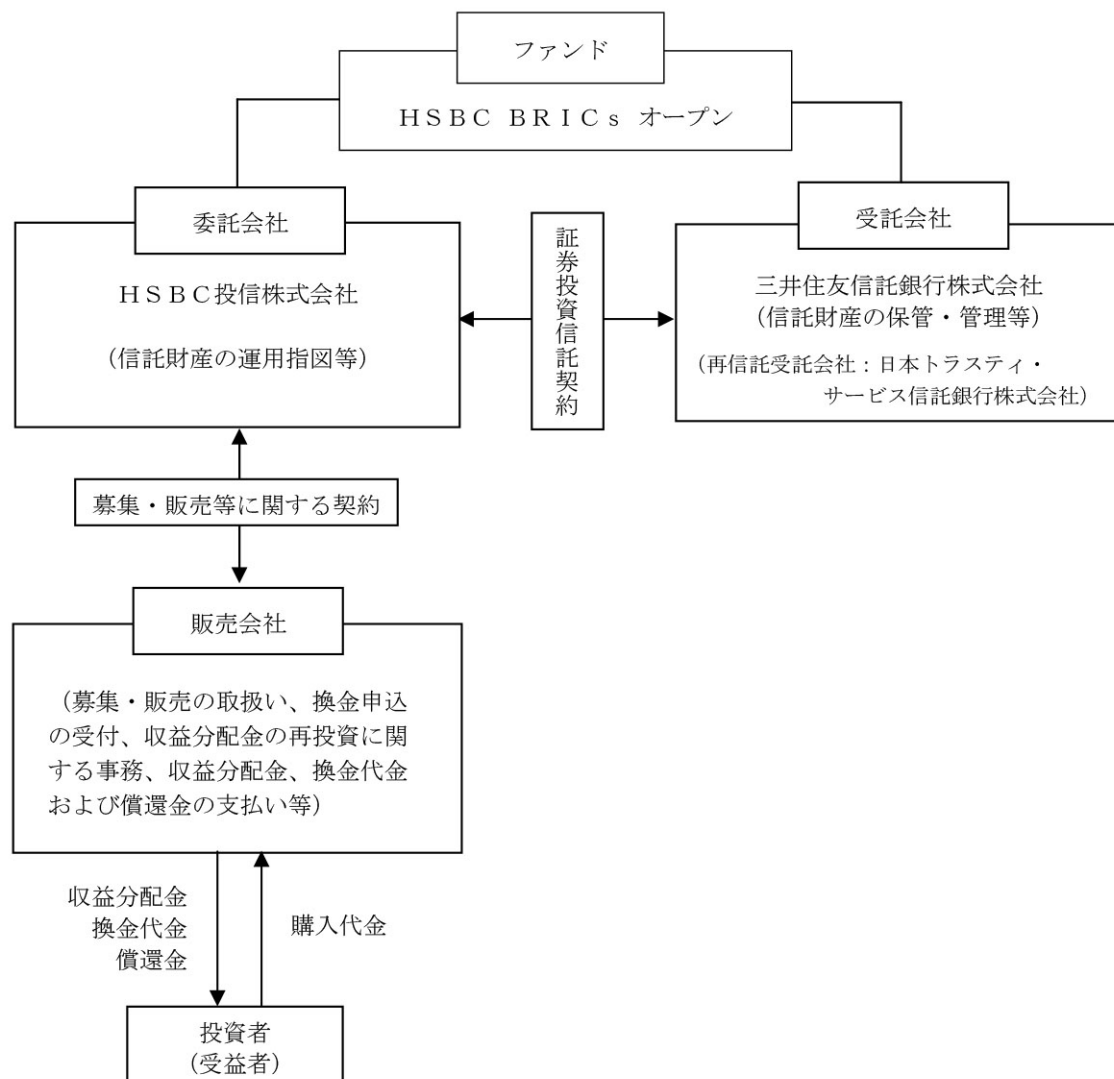 ファンド
ＨＳＢＣ ＢＲＩＣｓ オープン
委託会社
ＨＳＢＣ投信株式会社
（信託財産の運用指図等）
証券投資信託契約
受託会社
三井住友信託銀行株式会社
（信託財産の保管・管理等）
（再信託受託会社：日本トラスティ・
サービス信託銀行株式会社）
募集・販売等に関する契約
販売会社
（募集・販売の取扱い、換金申込
の受付、収益分配金の再投資に関
する事務、収益分配金、換金代金
および償還金の支払い等）
収益分配金
換金代金
償還金
購入代金
投資者
（受益者）